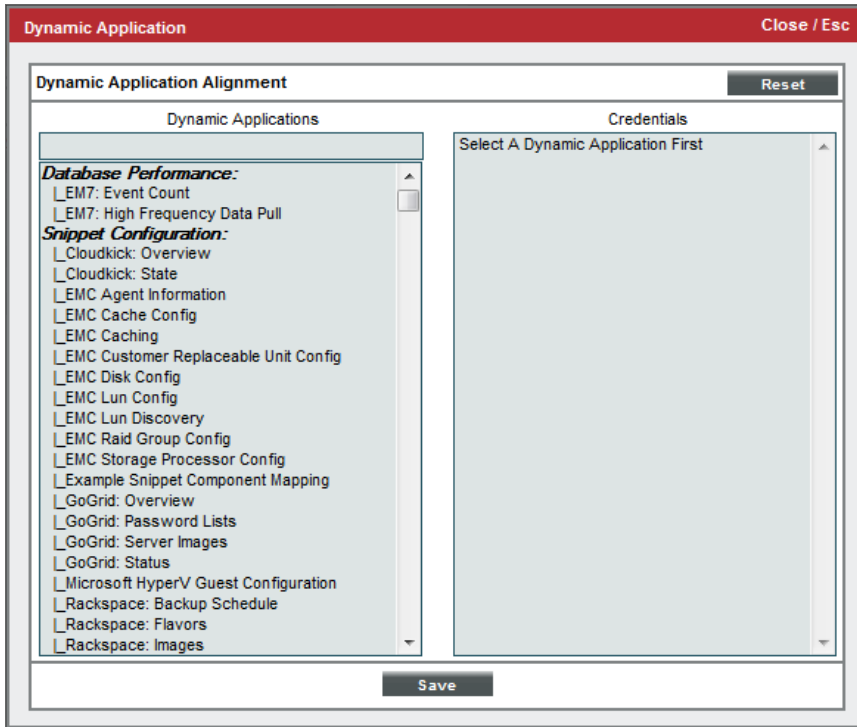 Dynamic Application
Close / Esc
Dynamic Application Alignment
Reset
Dynamic Applications
Credentials
Database Performance:
|_EM7: Event Count
|_EM7: High Frequency Data Pull
Snippet Configuration:
|_Cloudkick: Overview
|_Cloudkick: State
|_EMC Agent Information
|_EMC Cache Config
|_EMC Caching
|_EMC Customer Replaceable Unit Config
|_EMC Disk Config
|_EMC Lun Config
|_EMC Lun Discovery
|_EMC Raid Group Config
|_EMC Storage Processor Config
|_Example Snippet Component Mapping
|_GoGrid: Overview
|_GoGrid: Password Lists
|_GoGrid: Server Images
|_GoGrid: Status
|_Microsoft HyperV Guest Configuration
|_Rackspace: Backup Schedule
|_Rackspace: Flavors
|_Rackspace: Images
Select A Dynamic Application First
Save